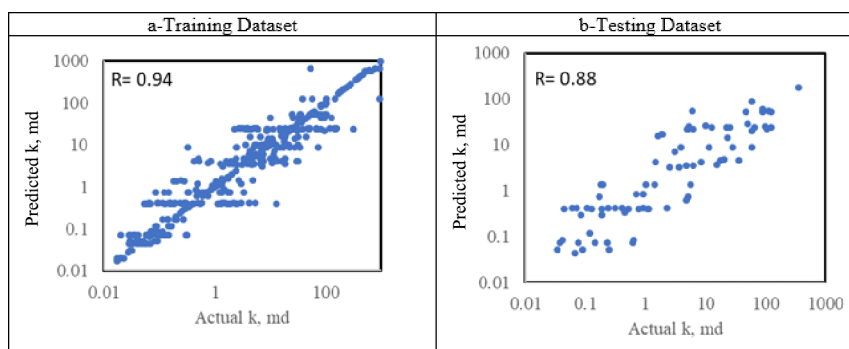 a-Training Dataset
b-Testing Dataset
R= 0.94
1000
100
10
1
0.1
0.01
Predicted k, md
0.01
1
100
Actual k, md
R= 0.88
1000
100
10
1
0.1
0.01
Predicted k, md
0.01
0.1
1
10
100
1000
Actual k, md